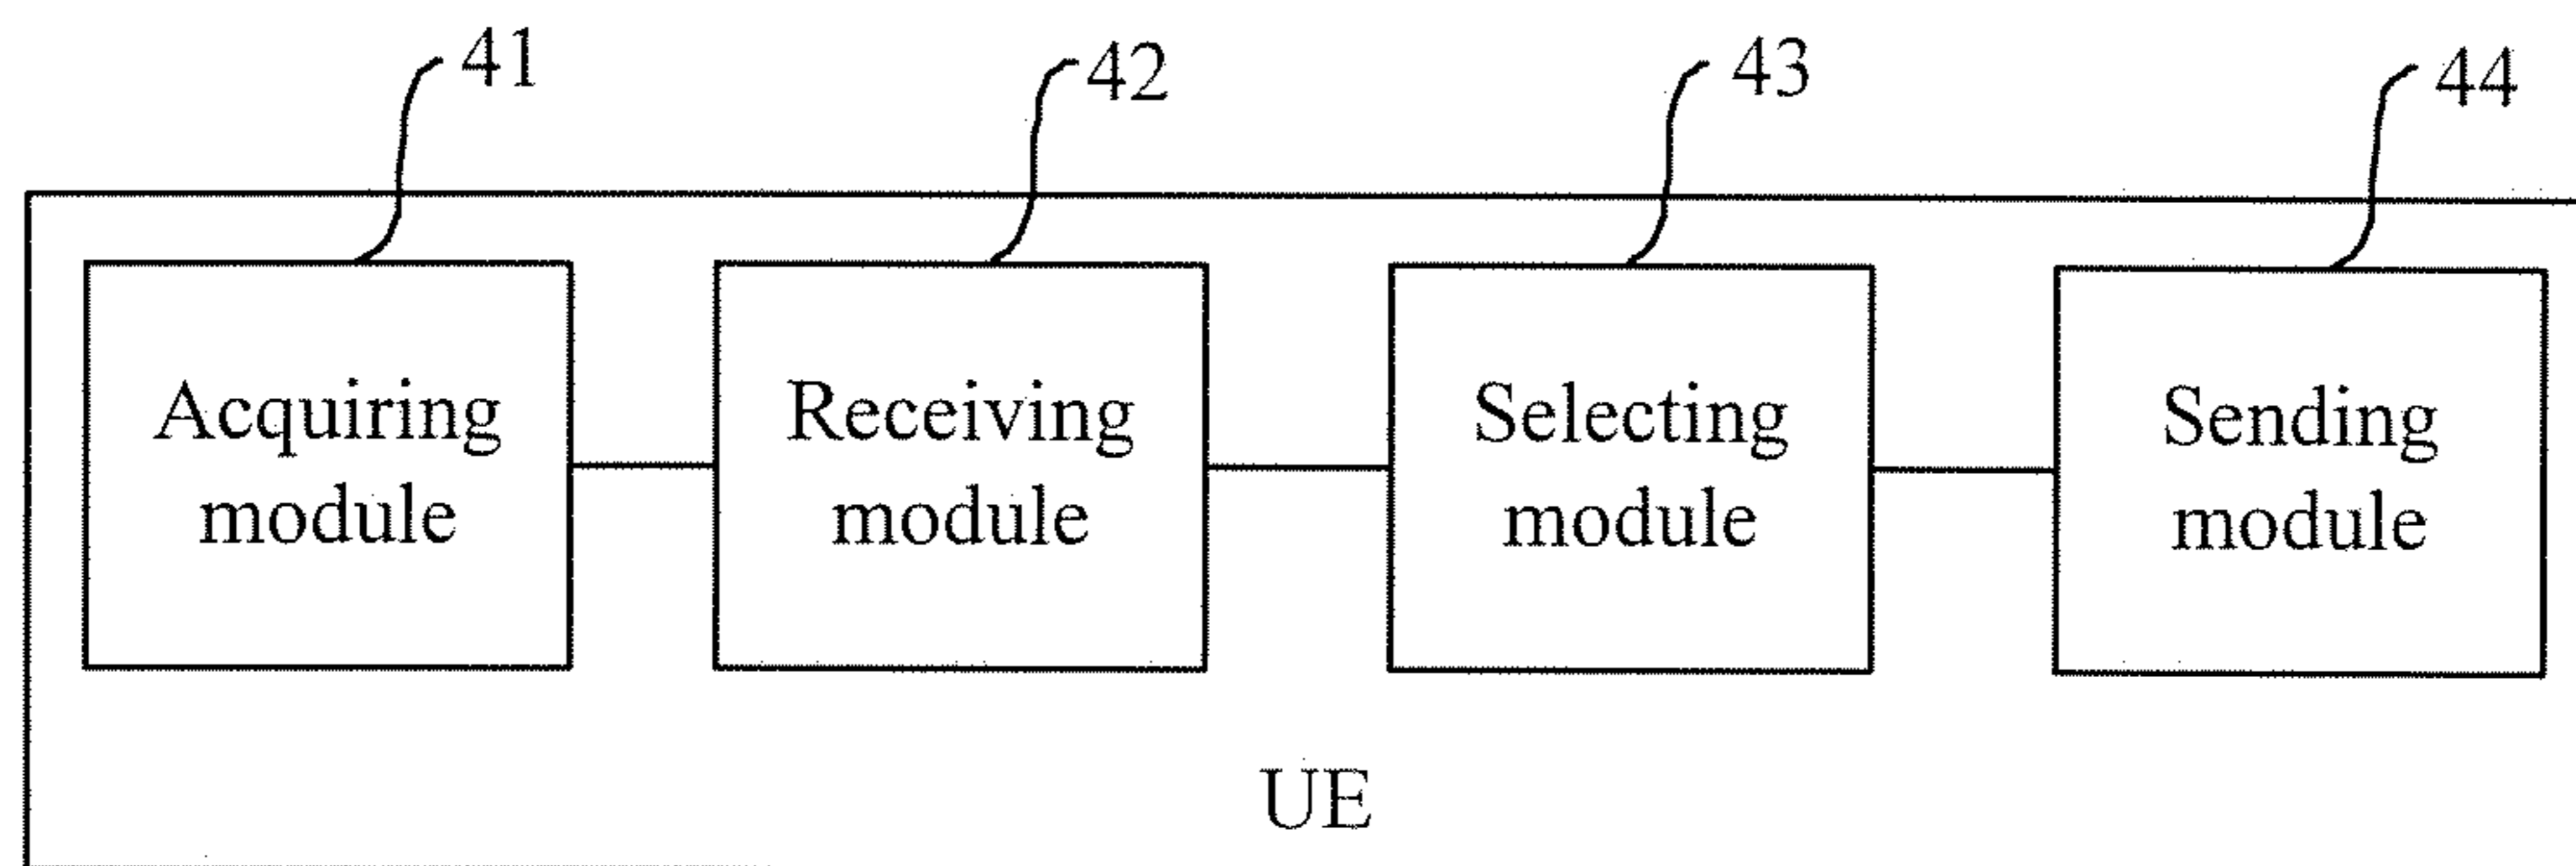 41
42
43
44
Acquiring
module
Receiving
module
Selecting
module
Sending
module
UE